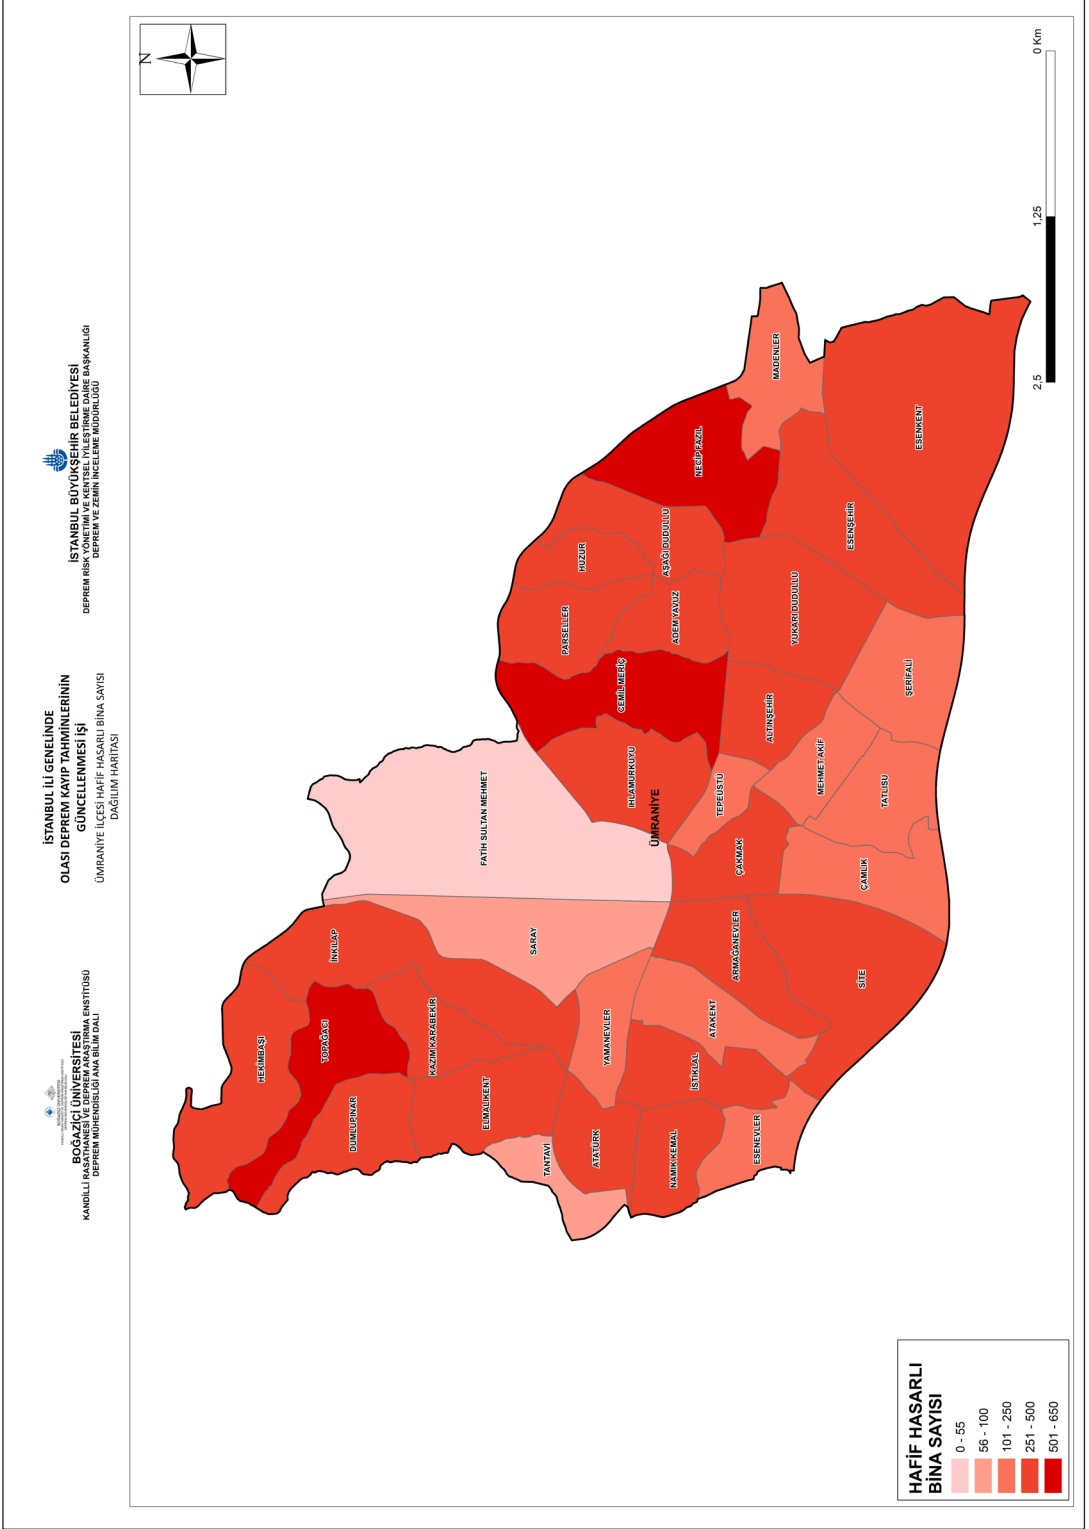 BOĞAZİÇİ ÜNİVERSİTESİ
KANDİLLİ RASATHANESİ VE DEPREM ARAŞTIRMA ENSTİTÜSÜ
DEPREM MÜHENDİSLİĞİ ANA BİLİM DALI
İSTANBUL İLİ GENELİNDE
OLASI DEPREM KAYIP TAHMİNLERİNİN
GÜNCELLENMESİ İŞİ
ÜMRANİYE İLÇESİ HAFİF HASARLI BİNA SAYISI
DAĞILIM HARİTASI
İSTANBUL BÜYÜKŞEHİR BELEDİYESİ
DEPREM RİSK YÖNETİMİ VE KENTSEL İYİLEŞTİRME DAİRE BAŞKANLIĞI
DEPREM VE ZEMİN İNCELEME MÜDÜRLÜĞÜ
N
HEKİMBAŞI
TOPAĞACI
İNKILAP
DUMLUPINAR
KAZIM KARABEKİR
ELMALIKENT
SARAY
FATİH SULTAN MEHMET
TANTAVİ
ATATÜRK
YAMANEVLER
PARSELLER
HUZUR
CEMİL MERİÇ
IHLAMURKUYU
ÜMRANİYE
ADEM YAVUZ
AŞAĞI DUDULLU
NECİP FAZIL
NAMIK KEMAL
İSTİKLAL
ATAKENT
ARMAĞANEVLER
ÇAKMAK
TEPEÜSTÜ
ALTINŞEHİR
YUKARI DUDULLU
MADENLER
ESENEVLER
SİTE
ÇAMLIK
MEHMET AKİF
TATLISU
ŞERİFALİ
ESENŞEHİR
ESENKENT
HAFİF HASARLI
BİNA SAYISI
0 - 55
56 - 100
101 - 250
251 - 500
501 - 650
2,5
1,25
0 Km